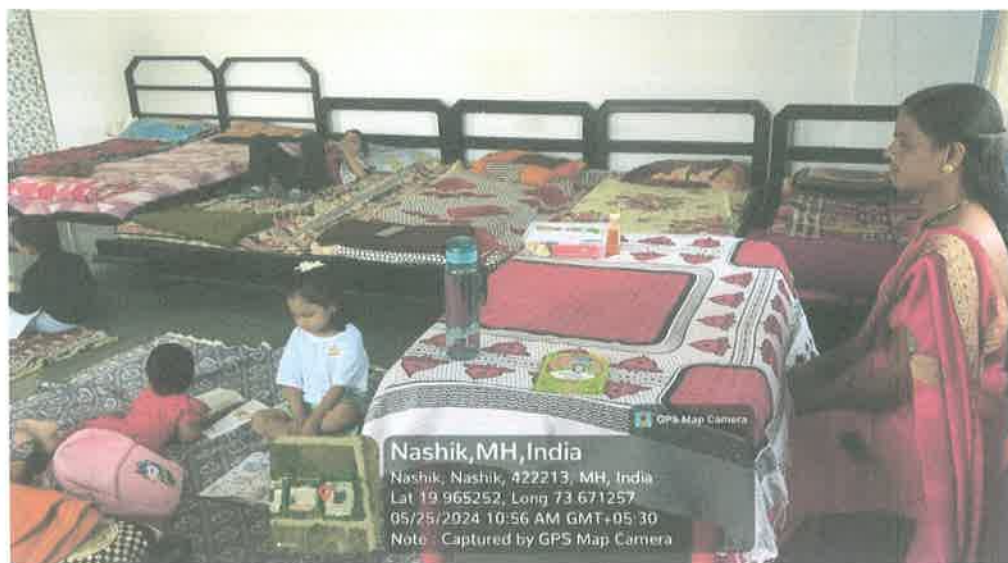 GPS Map Camera
Nashik,MH,India
Nashik, Nashik, 422213, MH, India
Lat 19.965252, Long 73.671257
05/25/2024 10:56 AM GMT+05:30
Note : Captured by GPS Map Camera